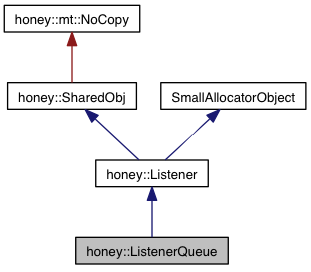 honey::mt::NoCopy
honey::SharedObj
SmallAllocatorObject
honey::Listener
honey::ListenerQueue